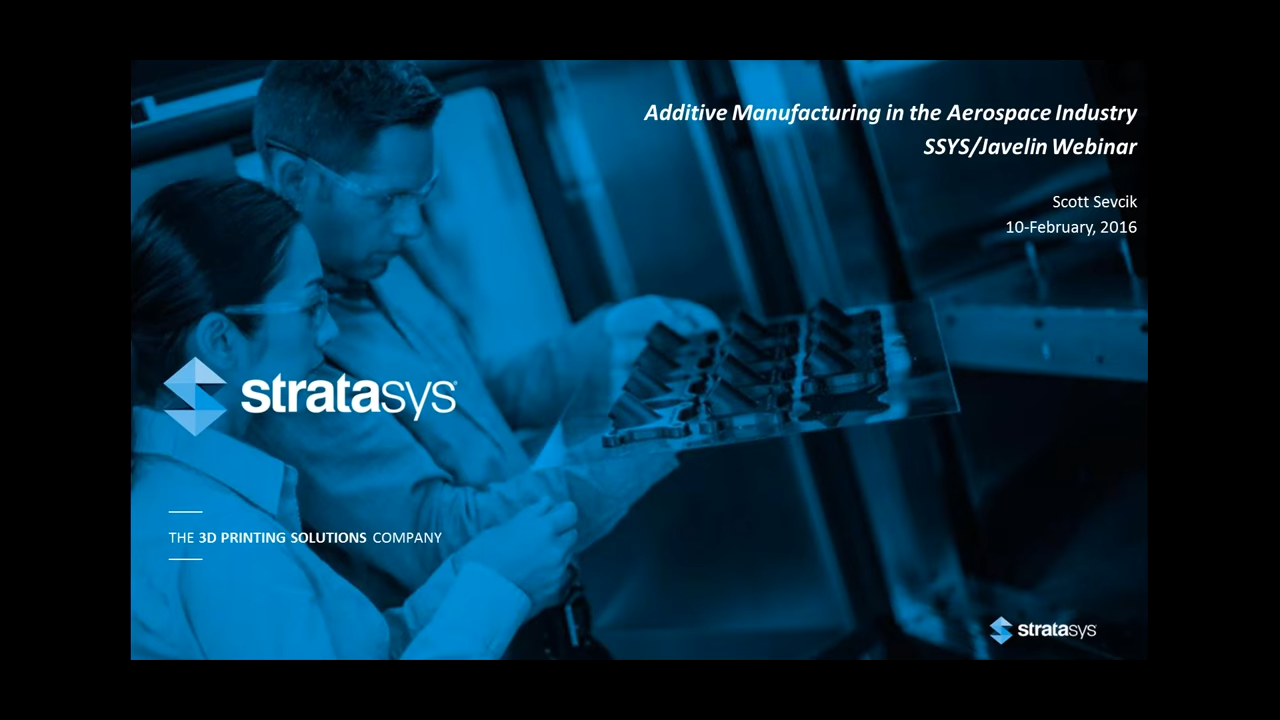 Additive Manufacturing in the Aerospace Industry
SSYS/Javelin Webinar
Scott Sevcik
10-February, 2016
stratasys
THE 3D PRINTING SOLUTIONS COMPANY
stratasys